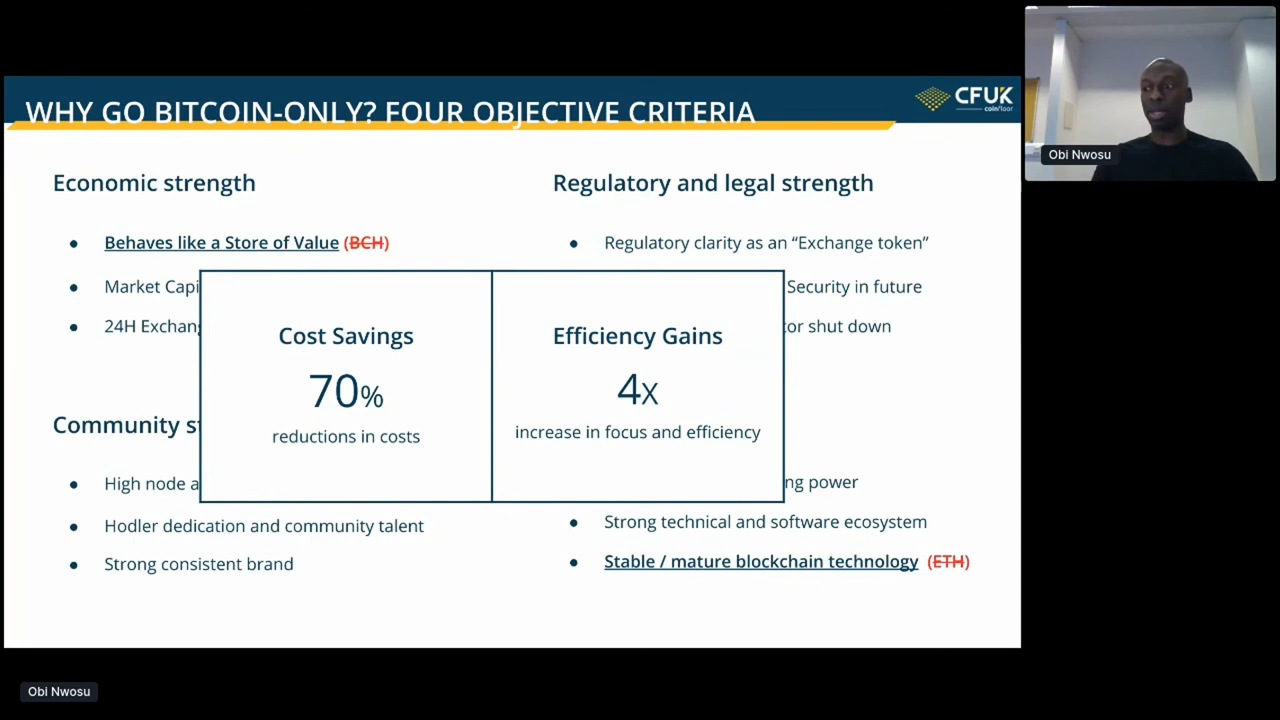 WHY GO BITCOIN-ONLY? FOUR OBJECTIVE CRITERIA
CFUK
coinfloor
Obi Nwosu
Economic strength
Behaves like a Store of Value (BCH)
Market Capi
24H Exchang
Regulatory and legal strength
Regulatory clarity as an “Exchange token”
Security in future
or shut down
Cost Savings
70%
reductions in costs
Efficiency Gains
4X
increase in focus and efficiency
Community st
High node a
Hodler dedication and community talent
Strong consistent brand
ng power
Strong technical and software ecosystem
Stable / mature blockchain technology (ETH)
Obi Nwosu